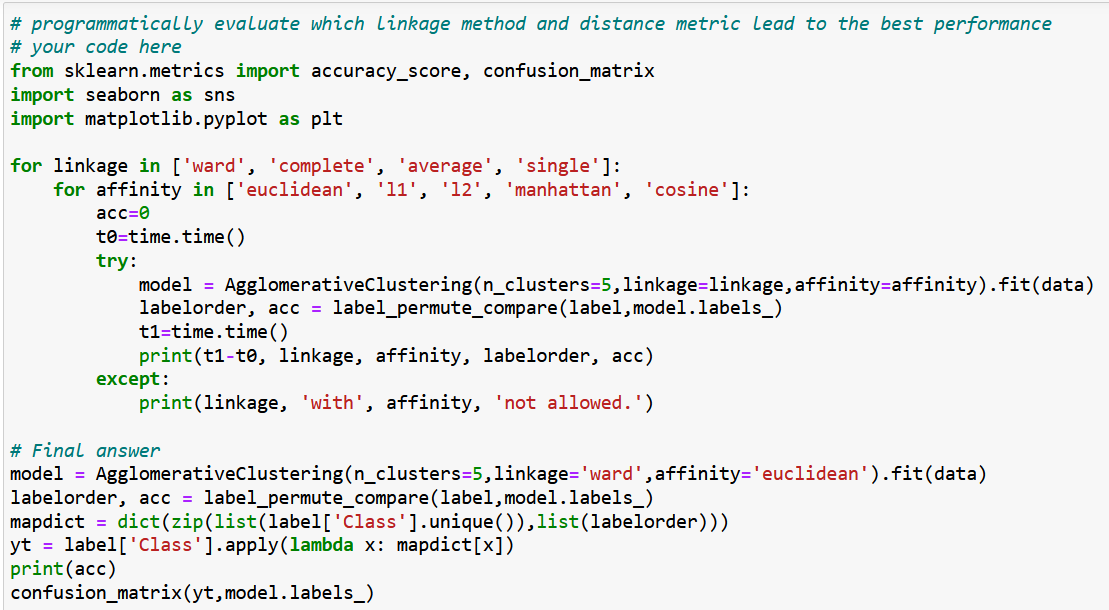 # programmatically evaluate which linkage method and distance metric lead to the best performance
# your code here
from sklearn.metrics import accuracy_score, confusion_matrix
import seaborn as sns
import matplotlib.pyplot as plt

for linkage in ['ward', 'complete', 'average', 'single']:
    for affinity in ['euclidean', 'l1', 'l2', 'manhattan', 'cosine']:
        acc=0
        t0=time.time()
        try:
            model = AgglomerativeClustering(n_clusters=5,linkage=linkage,affinity=affinity).fit(data)
            labelorder, acc = label_permute_compare(label,model.labels_)
            t1=time.time()
            print(t1-t0, linkage, affinity, labelorder, acc)
        except:
            print(linkage, 'with', affinity, 'not allowed.')

# Final answer
model = AgglomerativeClustering(n_clusters=5,linkage='ward',affinity='euclidean').fit(data)
labelorder, acc = label_permute_compare(label,model.labels_)
mapdict = dict(zip(list(label['Class'].unique()),list(labelorder)))
yt = label['Class'].apply(lambda x: mapdict[x])
print(acc)
confusion_matrix(yt,model.labels_)